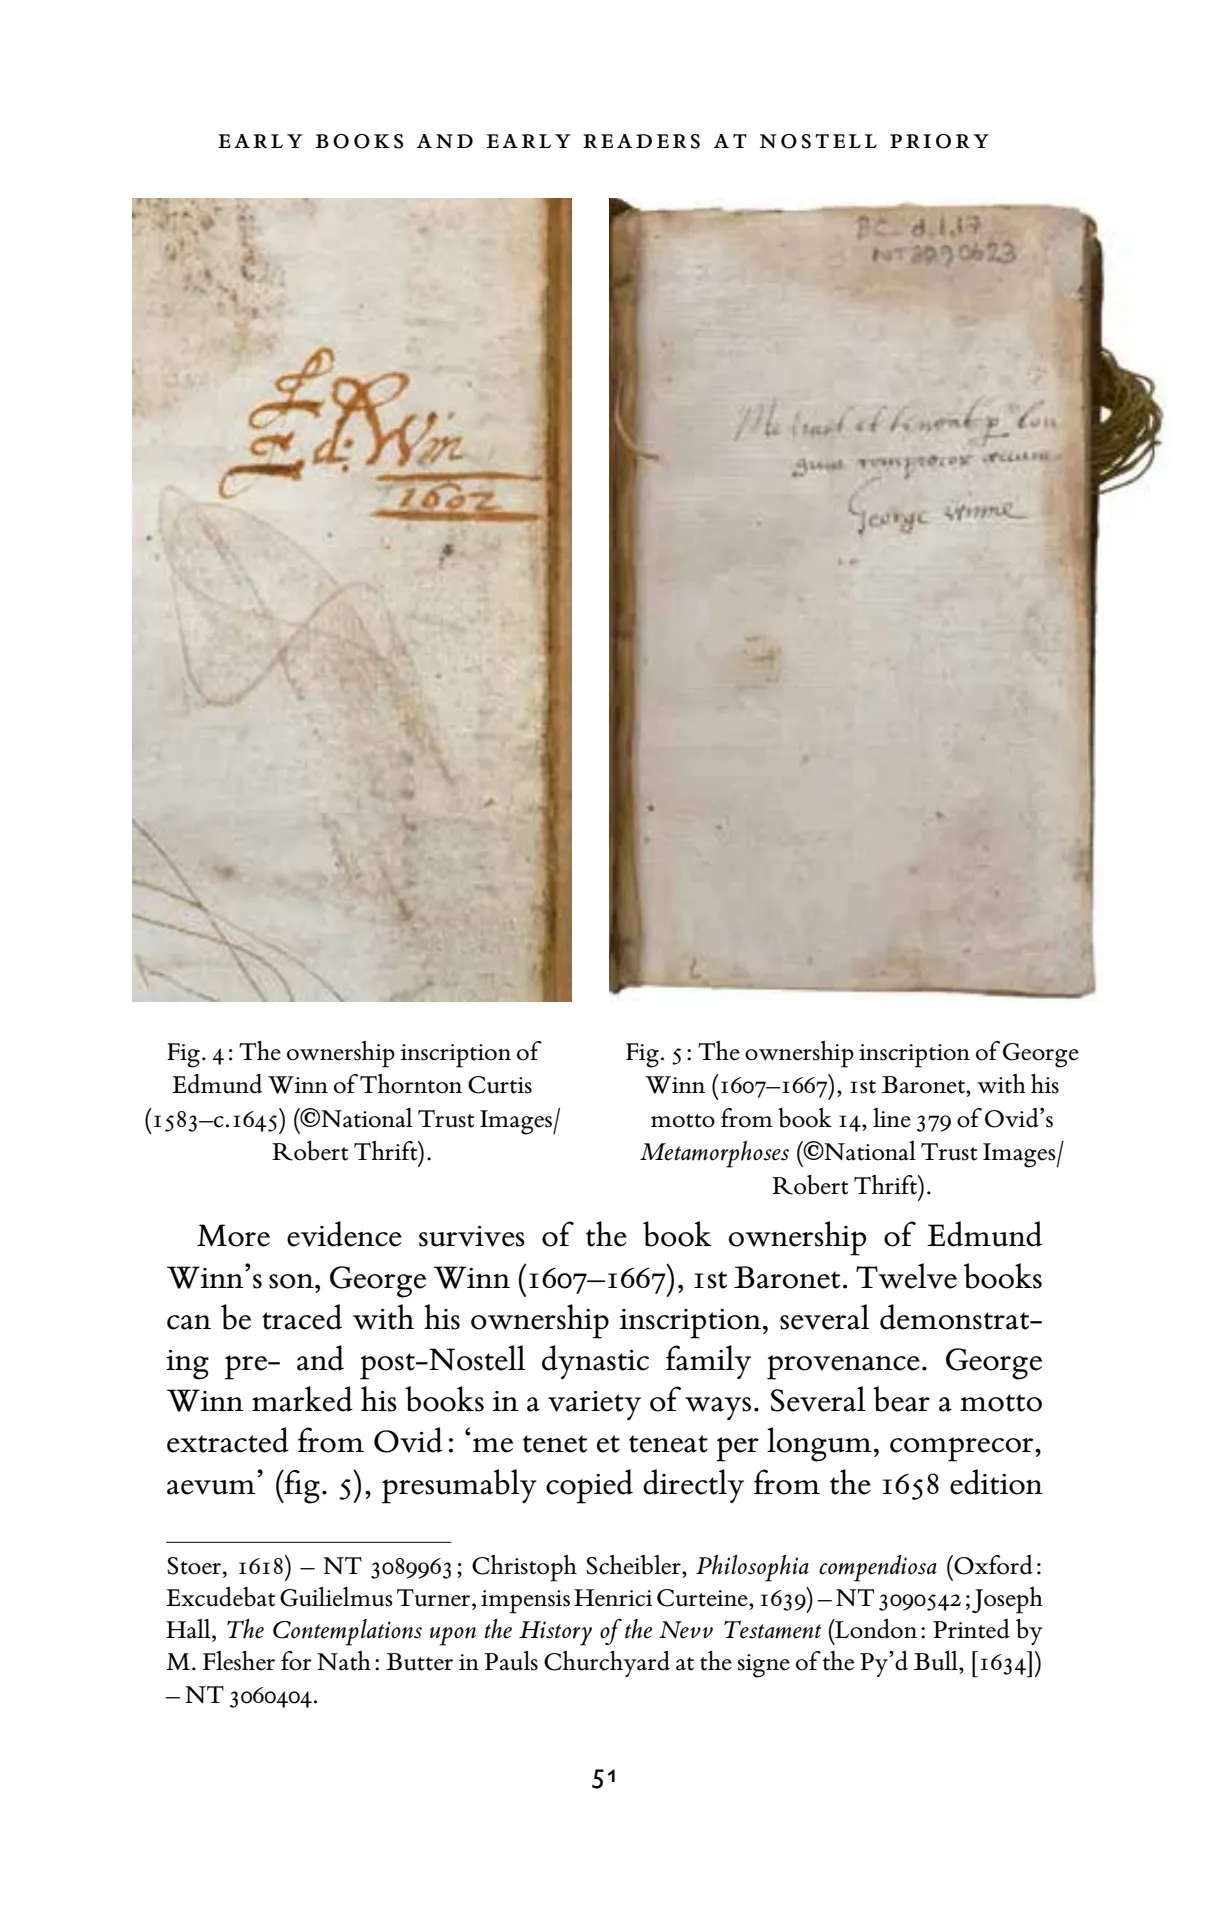 EARLY BOOKS AND EARLY READERS AT NOSTELL PRIORY
Ed: Win
1602
BC d.1.17
NT 3090623
Me tenet et teneat p lon
gum comprecor aevum
George Winne
Fig. 4: The ownership inscription of
Edmund Winn of Thornton Curtis
(1583–c.1645) (©National Trust Images/
Robert Thrift).
Fig. 5: The ownership inscription of George
Winn (1607–1667), 1st Baronet, with his
motto from book 14, line 379 of Ovid’s
Metamorphoses (©National Trust Images/
Robert Thrift).
More evidence survives of the book ownership of Edmund
Winn’s son, George Winn (1607–1667), 1st Baronet. Twelve books
can be traced with his ownership inscription, several demonstrat-
ing pre- and post-Nostell dynastic family provenance. George
Winn marked his books in a variety of ways. Several bear a motto
extracted from Ovid: ‘me tenet et teneat per longum, comprecor,
aevum’ (fig. 5), presumably copied directly from the 1658 edition
Stoer, 1618) – NT 3089963; Christoph Scheibler, Philosophia compendiosa (Oxford:
Excudebat Guilielmus Turner, impensis Henrici Curteine, 1639) – NT 3090542; Joseph
Hall, The Contemplations upon the History of the Nevv Testament (London: Printed by
M. Flesher for Nath: Butter in Pauls Churchyard at the signe of the Py’d Bull, [1634])
– NT 3060404.
51